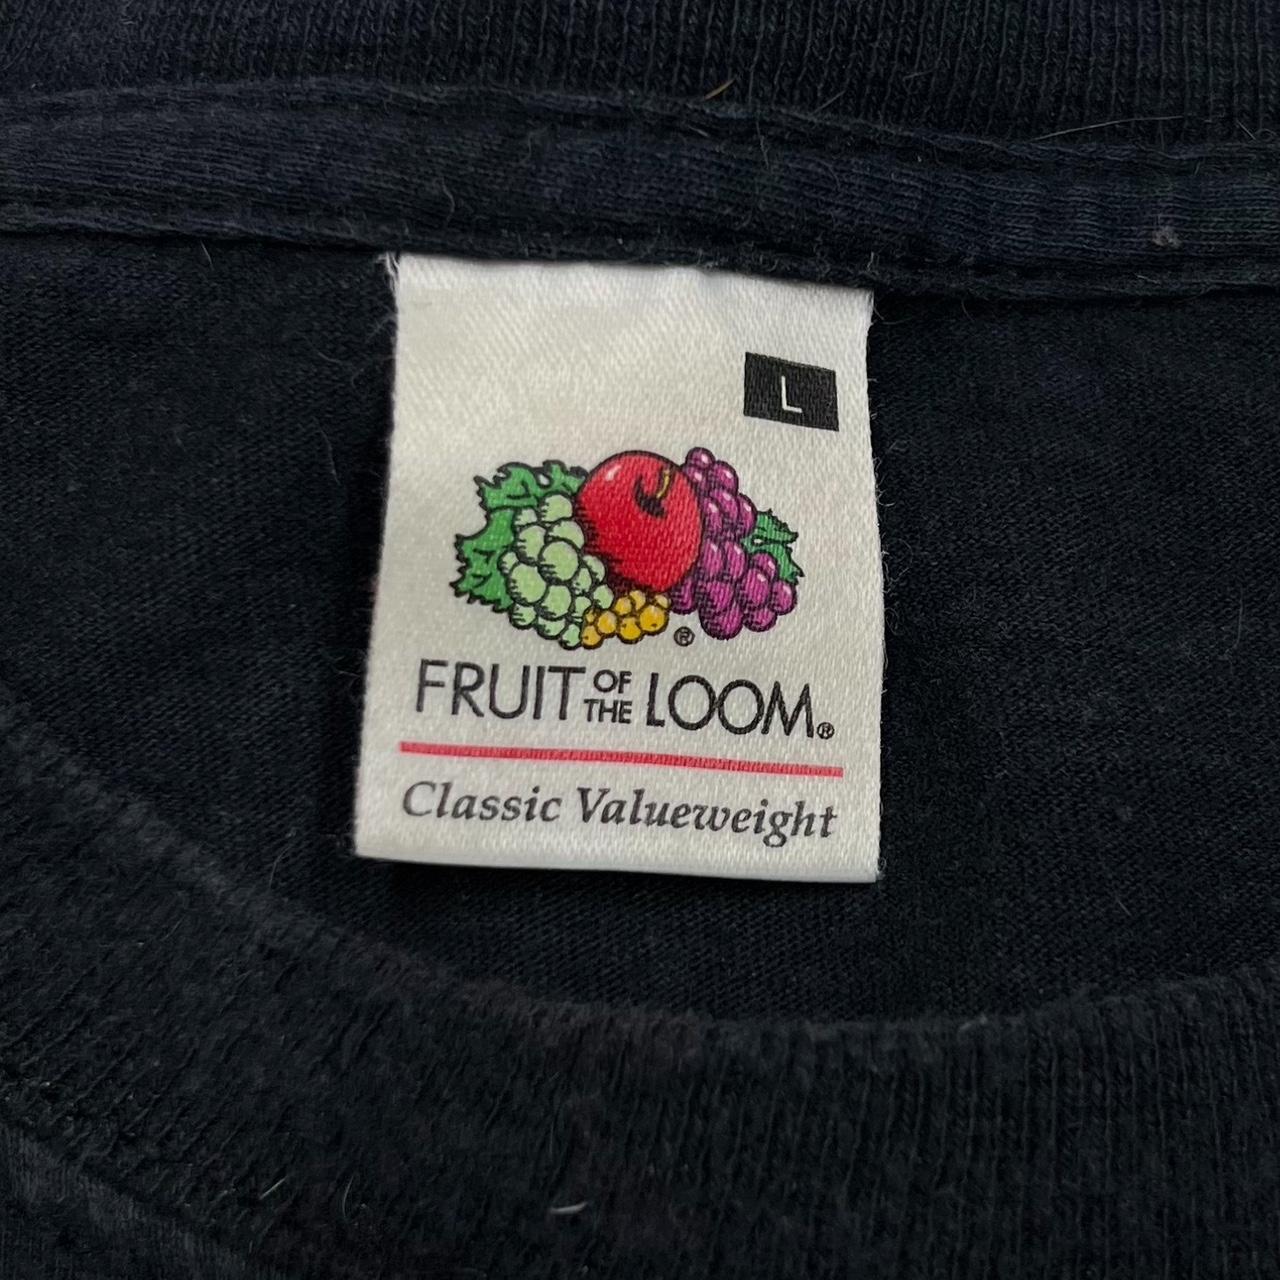 L
®
FRUIT OF THE LOOM®
Classic Valueweight